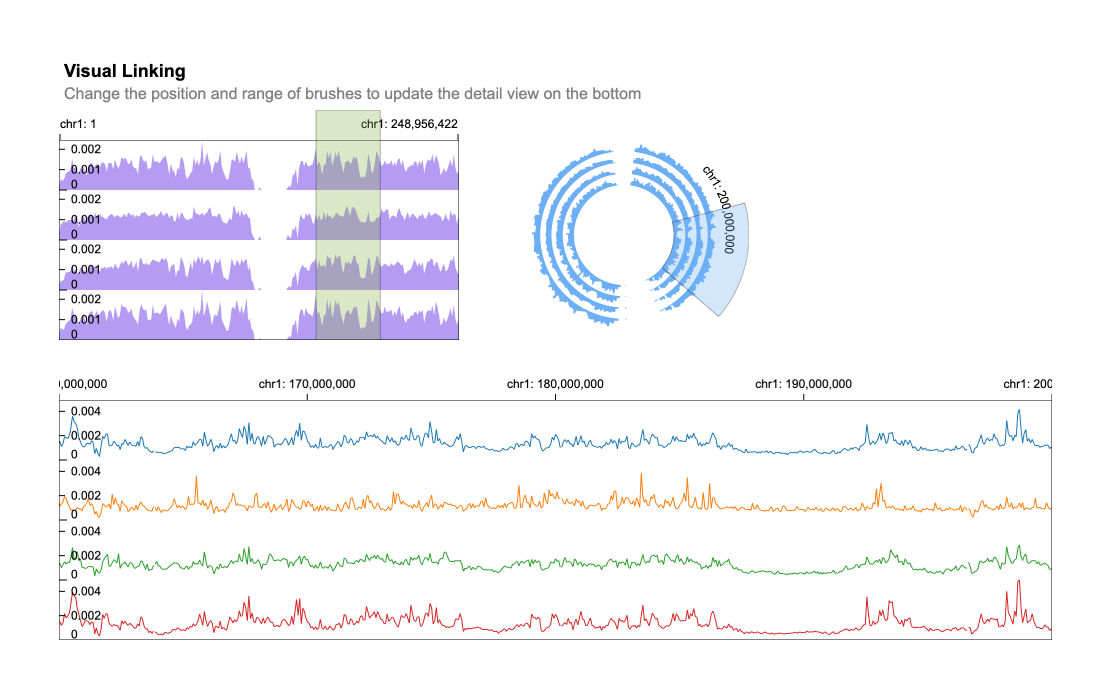 Visual Linking
Change the position and range of brushes to update the detail view on the bottom
chr1: 1
chr1: 248,956,422
0.002
0.001
0
0.002
0.001
0
0.002
0.001
0
0.002
0.001
0
chr1: 200,000,000
0,000,000
chr1: 170,000,000
chr1: 180,000,000
chr1: 190,000,000
chr1: 200
0.004
0.002
0
0.004
0.002
0
0.004
0.002
0
0.004
0.002
0